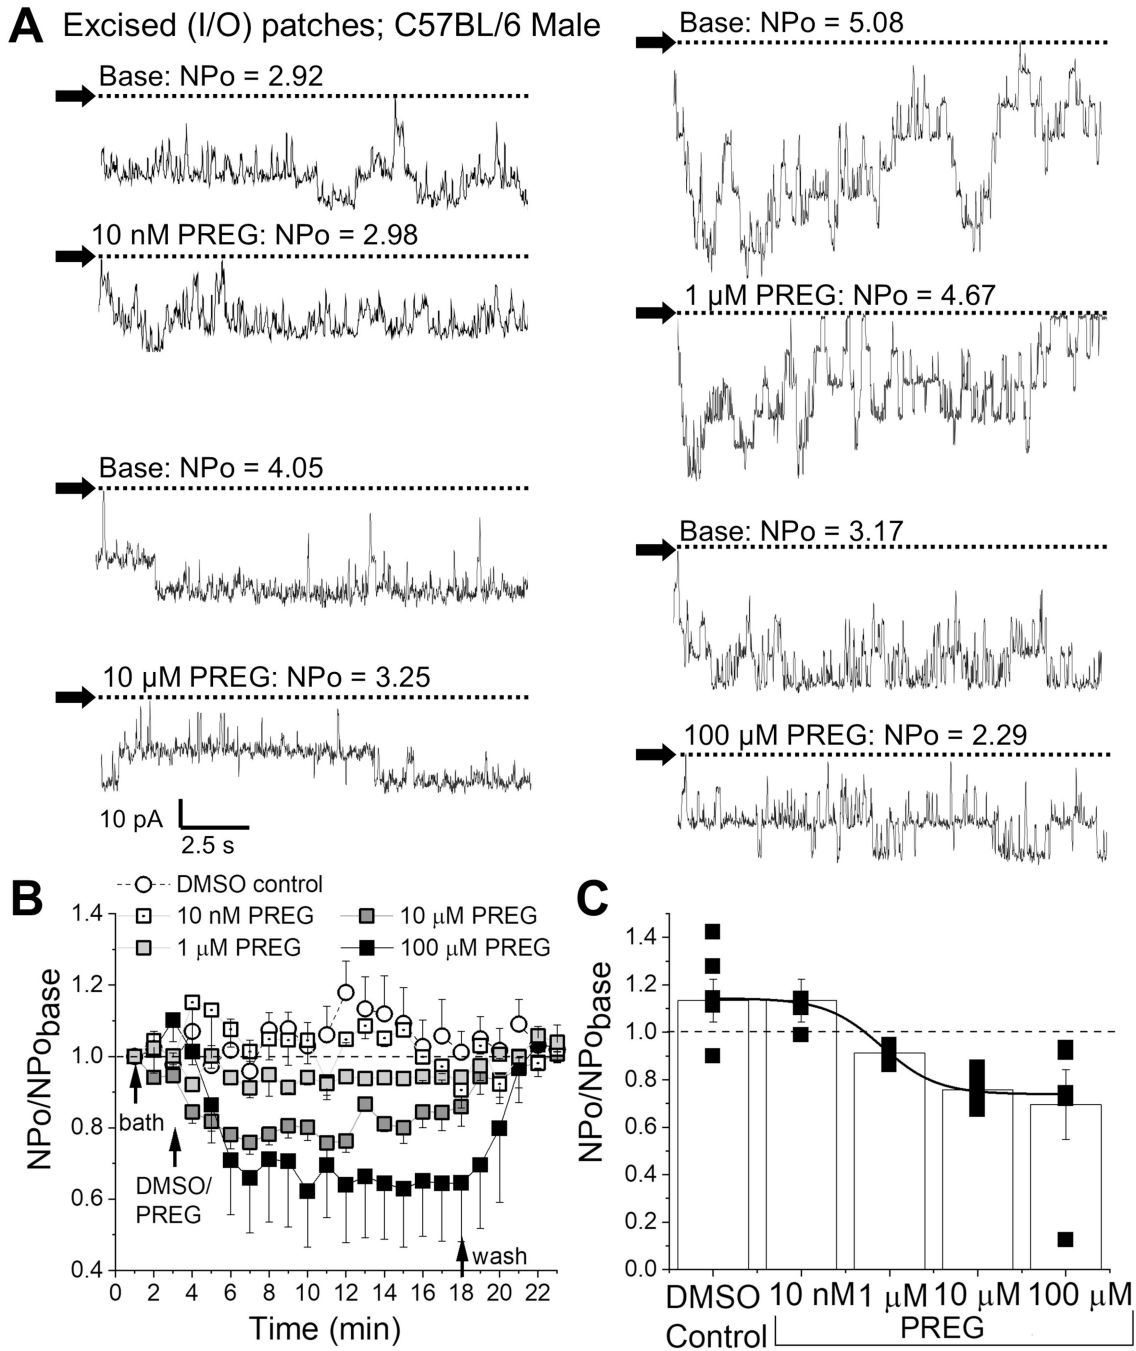 A Excised (I/O) patches; C57BL/6 Male
Base: NPo = 2.92
10 nM PREG: NPo = 2.98
Base: NPo = 4.05
10 µM PREG: NPo = 3.25
10 pA
2.5 s
Base: NPo = 5.08
1 µM PREG: NPo = 4.67
Base: NPo = 3.17
100 µM PREG: NPo = 2.29
B
DMSO control
10 nM PREG
10 µM PREG
1 µM PREG
100 µM PREG
NPo/NPobase
1.4
1.2
1.0
0.8
0.6
0.4
bath
DMSO/
PREG
wash
0 2 4 6 8 10 12 14 16 18 20 22
Time (min)
C
NPo/NPobase
1.4
1.2
1.0
0.8
0.6
0.4
0.2
0.0
DMSO 10 nM 1 µM 10 µM 100 µM
Control PREG